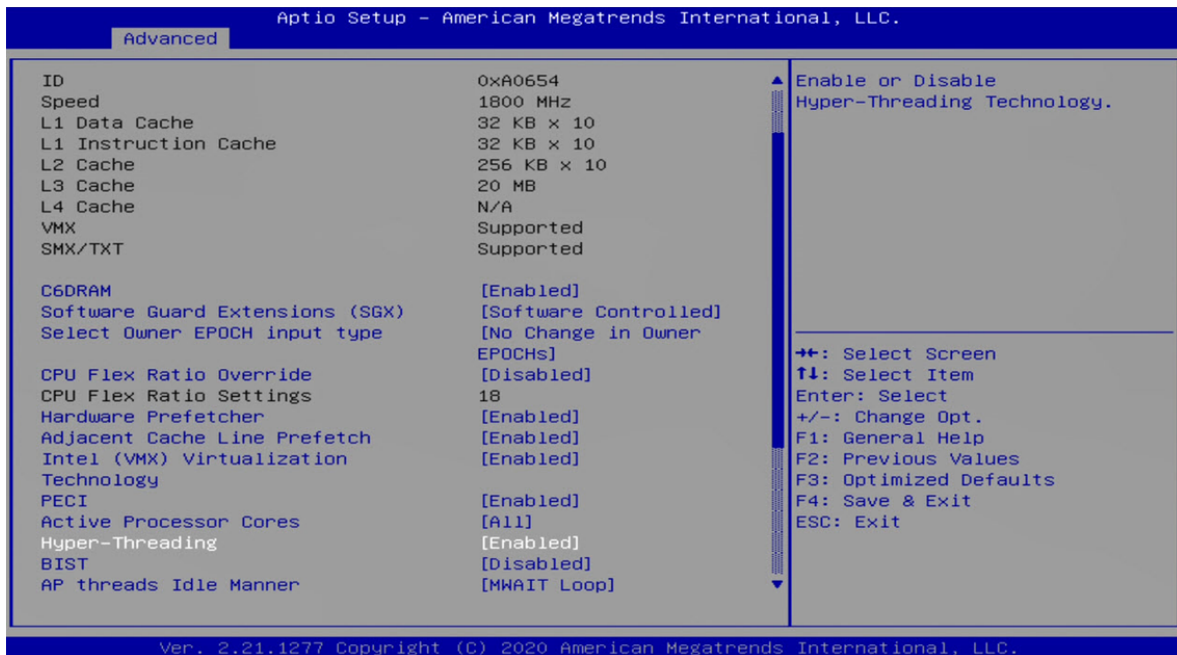 Aptio Setup – American Megatrends International, LLC.
Advanced
ID 0xA0654
Speed 1800 MHz
L1 Data Cache 32 KB x 10
L1 Instruction Cache 32 KB x 10
L2 Cache 256 KB x 10
L3 Cache 20 MB
L4 Cache N/A
VMX Supported
SMX/TXT Supported
C6DRAM [Enabled]
Software Guard Extensions (SGX) [Software Controlled]
Select Owner EPOCH input type [No Change in Owner
EPOCHs]
CPU Flex Ratio Override [Disabled]
CPU Flex Ratio Settings 18
Hardware Prefetcher [Enabled]
Adjacent Cache Line Prefetch [Enabled]
Intel (VMX) Virtualization [Enabled]
Technology
PECI [Enabled]
Active Processor Cores [All]
Hyper-Threading [Enabled]
BIST [Disabled]
AP threads Idle Manner [MWAIT Loop]
Enable or Disable
Hyper-Threading Technology.
→←: Select Screen
↑↓: Select Item
Enter: Select
+/-: Change Opt.
F1: General Help
F2: Previous Values
F3: Optimized Defaults
F4: Save & Exit
ESC: Exit
Ver. 2.21.1277 Copyright (C) 2020 American Megatrends International, LLC.